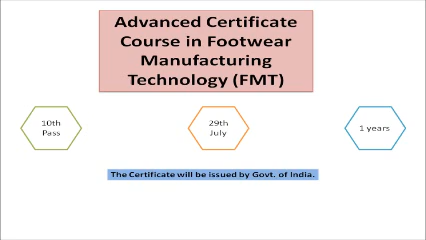 Advanced Certificate
Course in Footwear
Manufacturing
Technology (FMT)
10th
Pass
29th
July
1 years
The Certificate will be issued by Govt. of India.